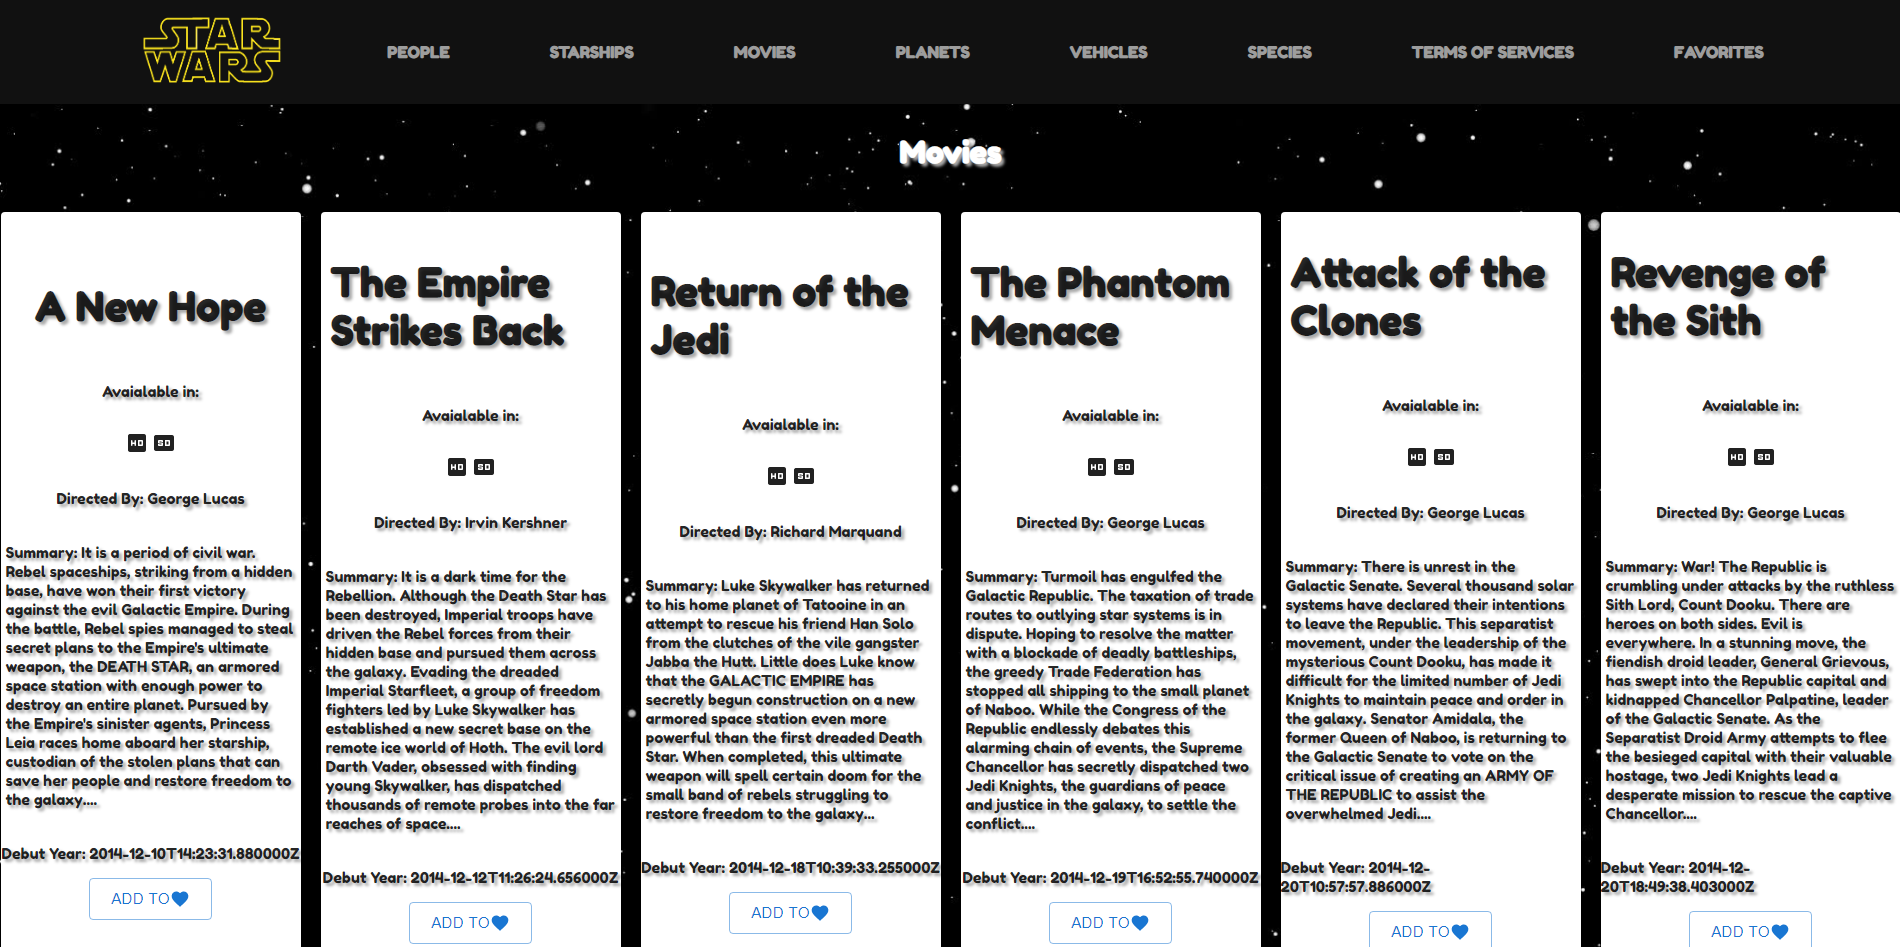 STAR
WARS
PEOPLE
STARSHIPS
MOVIES
PLANETS
VEHICLES
SPECIES
TERMS OF SERVICES
FAVORITES
Movies
A New Hope
Avaialable in:
HD SD
Directed By: George Lucas
Summary: It is a period of civil war.
Rebel spaceships, striking from a hidden
base, have won their first victory
against the evil Galactic Empire. During
the battle, Rebel spies managed to steal
secret plans to the Empire's ultimate
weapon, the DEATH STAR, an armored
space station with enough power to
destroy an entire planet. Pursued by
the Empire's sinister agents, Princess
Leia races home aboard her starship,
custodian of the stolen plans that can
save her people and restore freedom to
the galaxy....
Debut Year: 2014-12-10T14:23:31.880000Z
ADD TO
The Empire
Strikes Back
Avaialable in:
HD SD
Directed By: Irvin Kershner
Summary: It is a dark time for the
Rebellion. Although the Death Star has
been destroyed, Imperial troops have
driven the Rebel forces from their
hidden base and pursued them across
the galaxy. Evading the dreaded
Imperial Starfleet, a group of freedom
fighters led by Luke Skywalker has
established a new secret base on the
remote ice world of Hoth. The evil lord
Darth Vader, obsessed with finding
young Skywalker, has dispatched
thousands of remote probes into the far
reaches of space....
Debut Year: 2014-12-12T11:26:24.656000Z
ADD TO
Return of the
Jedi
Avaialable in:
HD SD
Directed By: Richard Marquand
Summary: Luke Skywalker has returned
to his home planet of Tatooine in an
attempt to rescue his friend Han Solo
from the clutches of the vile gangster
Jabba the Hutt. Little does Luke know
that the GALACTIC EMPIRE has
secretly begun construction on a new
armored space station even more
powerful than the first dreaded Death
Star. When completed, this ultimate
weapon will spell certain doom for the
small band of rebels struggling to
restore freedom to the galaxy...
Debut Year: 2014-12-18T10:39:33.255000Z
ADD TO
The Phantom
Menace
Avaialable in:
HD SD
Directed By: George Lucas
Summary: Turmoil has engulfed the
Galactic Republic. The taxation of trade
routes to outlying star systems is in
dispute. Hoping to resolve the matter
with a blockade of deadly battleships,
the greedy Trade Federation has
stopped all shipping to the small planet
of Naboo. While the Congress of the
Republic endlessly debates this
alarming chain of events, the Supreme
Chancellor has secretly dispatched two
Jedi Knights, the guardians of peace
and justice in the galaxy, to settle the
conflict....
Debut Year: 2014-12-19T16:52:55.740000Z
ADD TO
Attack of the
Clones
Avaialable in:
HD SD
Directed By: George Lucas
Summary: There is unrest in the
Galactic Senate. Several thousand solar
systems have declared their intentions
to leave the Republic. This separatist
movement, under the leadership of the
mysterious Count Dooku, has made it
difficult for the limited number of Jedi
Knights to maintain peace and order in
the galaxy. Senator Amidala, the
former Queen of Naboo, is returning to
the Galactic Senate to vote on the
critical issue of creating an ARMY OF
THE REPUBLIC to assist the
overwhelmed Jedi....
Debut Year: 2014-12-
20T10:57:57.886000Z
ADD TO
Revenge of
the Sith
Avaialable in:
HD SD
Directed By: George Lucas
Summary: War! The Republic is
crumbling under attacks by the ruthless
Sith Lord, Count Dooku. There are
heroes on both sides. Evil is
everywhere. In a stunning move, the
fiendish droid leader, General Grievous,
has swept into the Republic capital and
kidnapped Chancellor Palpatine, leader
of the Galactic Senate. As the
Separatist Droid Army attempts to flee
the besieged capital with their valuable
hostage, two Jedi Knights lead a
desperate mission to rescue the captive
Chancellor....
Debut Year: 2014-12-
20T18:49:38.403000Z
ADD TO